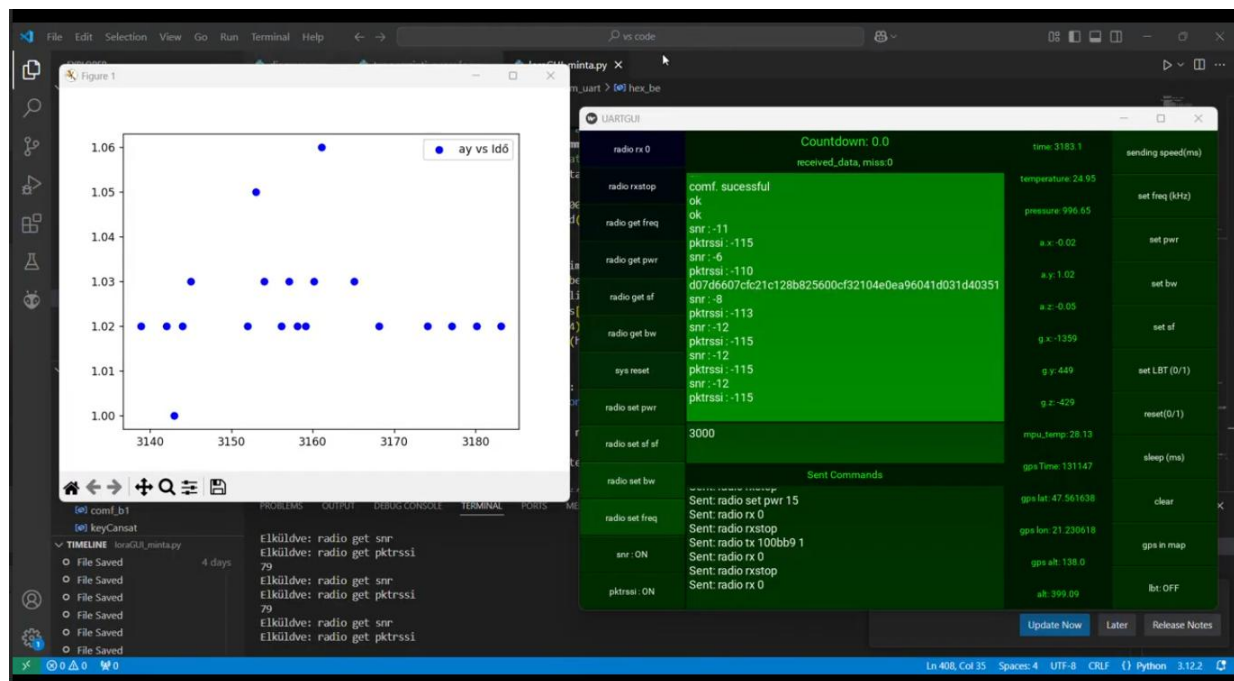 File Edit Selection View Go Run Terminal Help
vs code
minta.py
m_uart > hex_be
Figure 1
ay vs Idő
1.06
1.05
1.04
1.03
1.02
1.01
1.00
3140 3150 3160 3170 3180
UARTGUI
radio rx 0
radio rxstop
radio get freq
radio get pwr
radio get sf
radio get bw
sys reset
radio set pwr
radio set sf sf
radio set bw
radio set freq
snr : ON
pktrssi : ON
Countdown: 0.0
received_data, miss:0
comf. sucessful
ok
ok
snr : -11
pktrssi : -115
snr : -6
pktrssi : -110
d07d6607cfc21c128b825600cf32104e0ea96041d031d40351
snr : -8
pktrssi : -113
snr : -12
pktrssi : -115
snr : -12
pktrssi : -115
snr : -12
pktrssi : -115
3000
Sent Commands
Sent: radio set pwr 15
Sent: radio rx 0
Sent: radio rxstop
Sent: radio tx 100bb9 1
Sent: radio rx 0
Sent: radio rxstop
Sent: radio rx 0
time: 3183.1
temperature: 24.95
pressure: 996.65
a.x: -0.02
a.y: 1.02
a.z: -0.05
g.x: -1359
g.y: 449
g.z: -429
mpu_temp: 28.13
gps Time: 131147
gps lat: 47.561638
gps lon: 21.230618
gps alt: 138.0
alt: 399.09
sending speed(ms)
set freq (kHz)
set pwr
set bw
set sf
set LBT (0/1)
reset(0/1)
sleep (ms)
clear
gps in map
lbt: OFF
comf_b1
keyCansat
TIMELINE loraGUI_minta.py
File Saved 4 days
File Saved
File Saved
File Saved
File Saved
File Saved
PROBLEMS OUTPUT DEBUG CONSOLE TERMINAL PORTS
Elküldve: radio get snr
Elküldve: radio get pktrssi
79
Elküldve: radio get snr
Elküldve: radio get pktrssi
79
Elküldve: radio get snr
Elküldve: radio get pktrssi
Update Now Later Release Notes
0 0 0 Ln 408, Col 35 Spaces: 4 UTF-8 CRLF {} Python 3.12.2